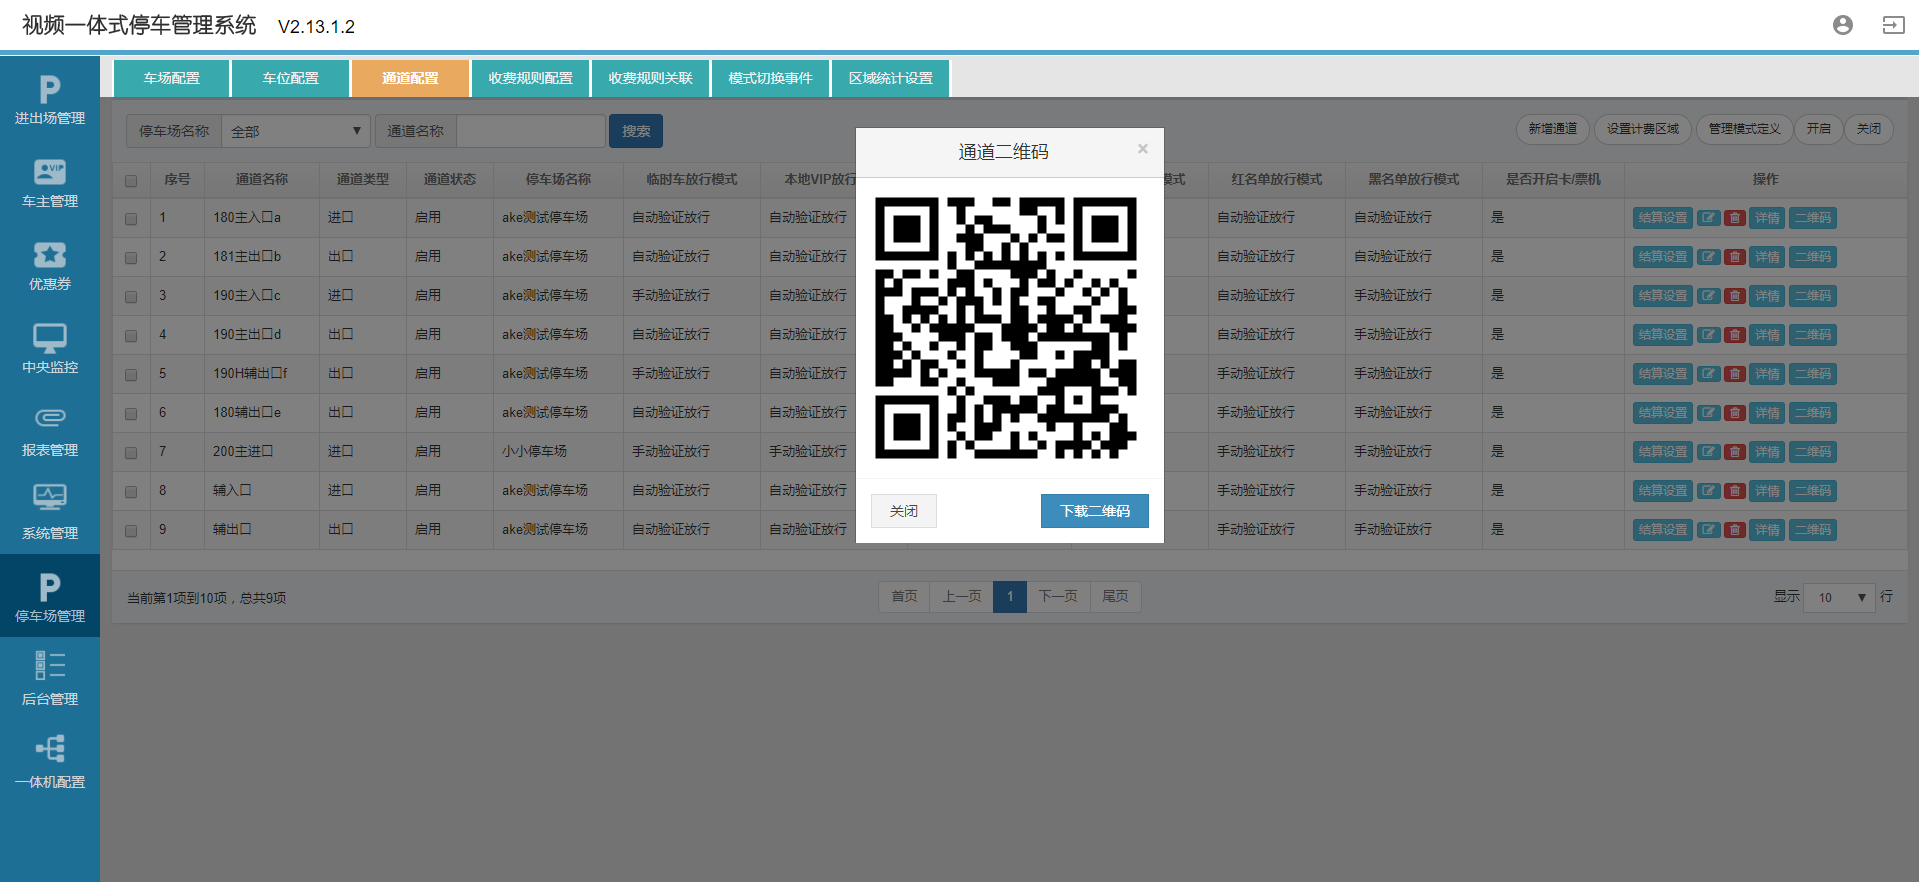 视频一体式停车管理系统 V2.13.1.2
车场配置 车位配置 通道配置 收费规则配置 收费规则关联 模式切换事件 区域统计设置
进出场管理
车主管理
优惠券
中央监控
报表管理
系统管理
停车场管理
后台管理
一体机配置
停车场名称 全部 通道名称 搜索 新增通道 设置计费区域 管理模式定义 开启 关闭
序号 通道名称 通道类型 通道状态 停车场名称 临时车放行模式 本地VIP放行 模式 红名单放行模式 黑名单放行模式 是否开启卡/票机 操作
1 180主入口a 进口 启用 ake测试停车场 自动验证放行 自动验证放行 自动验证放行 自动验证放行 是 结算设置 详情 二维码
2 181主出口b 出口 启用 ake测试停车场 自动验证放行 自动验证放行 自动验证放行 自动验证放行 是 结算设置 详情 二维码
3 190主入口c 进口 启用 ake测试停车场 手动验证放行 自动验证放行 自动验证放行 手动验证放行 是 结算设置 详情 二维码
4 190主出口d 出口 启用 ake测试停车场 自动验证放行 自动验证放行 自动验证放行 手动验证放行 是 结算设置 详情 二维码
5 190H辅出口f 出口 启用 ake测试停车场 手动验证放行 自动验证放行 手动验证放行 手动验证放行 是 结算设置 详情 二维码
6 180辅出口e 出口 启用 ake测试停车场 自动验证放行 自动验证放行 手动验证放行 手动验证放行 是 结算设置 详情 二维码
7 200主进口 进口 启用 小小停车场 手动验证放行 手动验证放行 手动验证放行 手动验证放行 是 结算设置 详情 二维码
8 辅入口 进口 启用 ake测试停车场 自动验证放行 自动验证放行 手动验证放行 手动验证放行 是 结算设置 详情 二维码
9 辅出口 出口 启用 ake测试停车场 自动验证放行 自动验证放行 手动验证放行 手动验证放行 是 结算设置 详情 二维码
当前第1项到10项，总共9项 首页 上一页 1 下一页 尾页 显示 10 行
通道二维码 ×
关闭 下载二维码